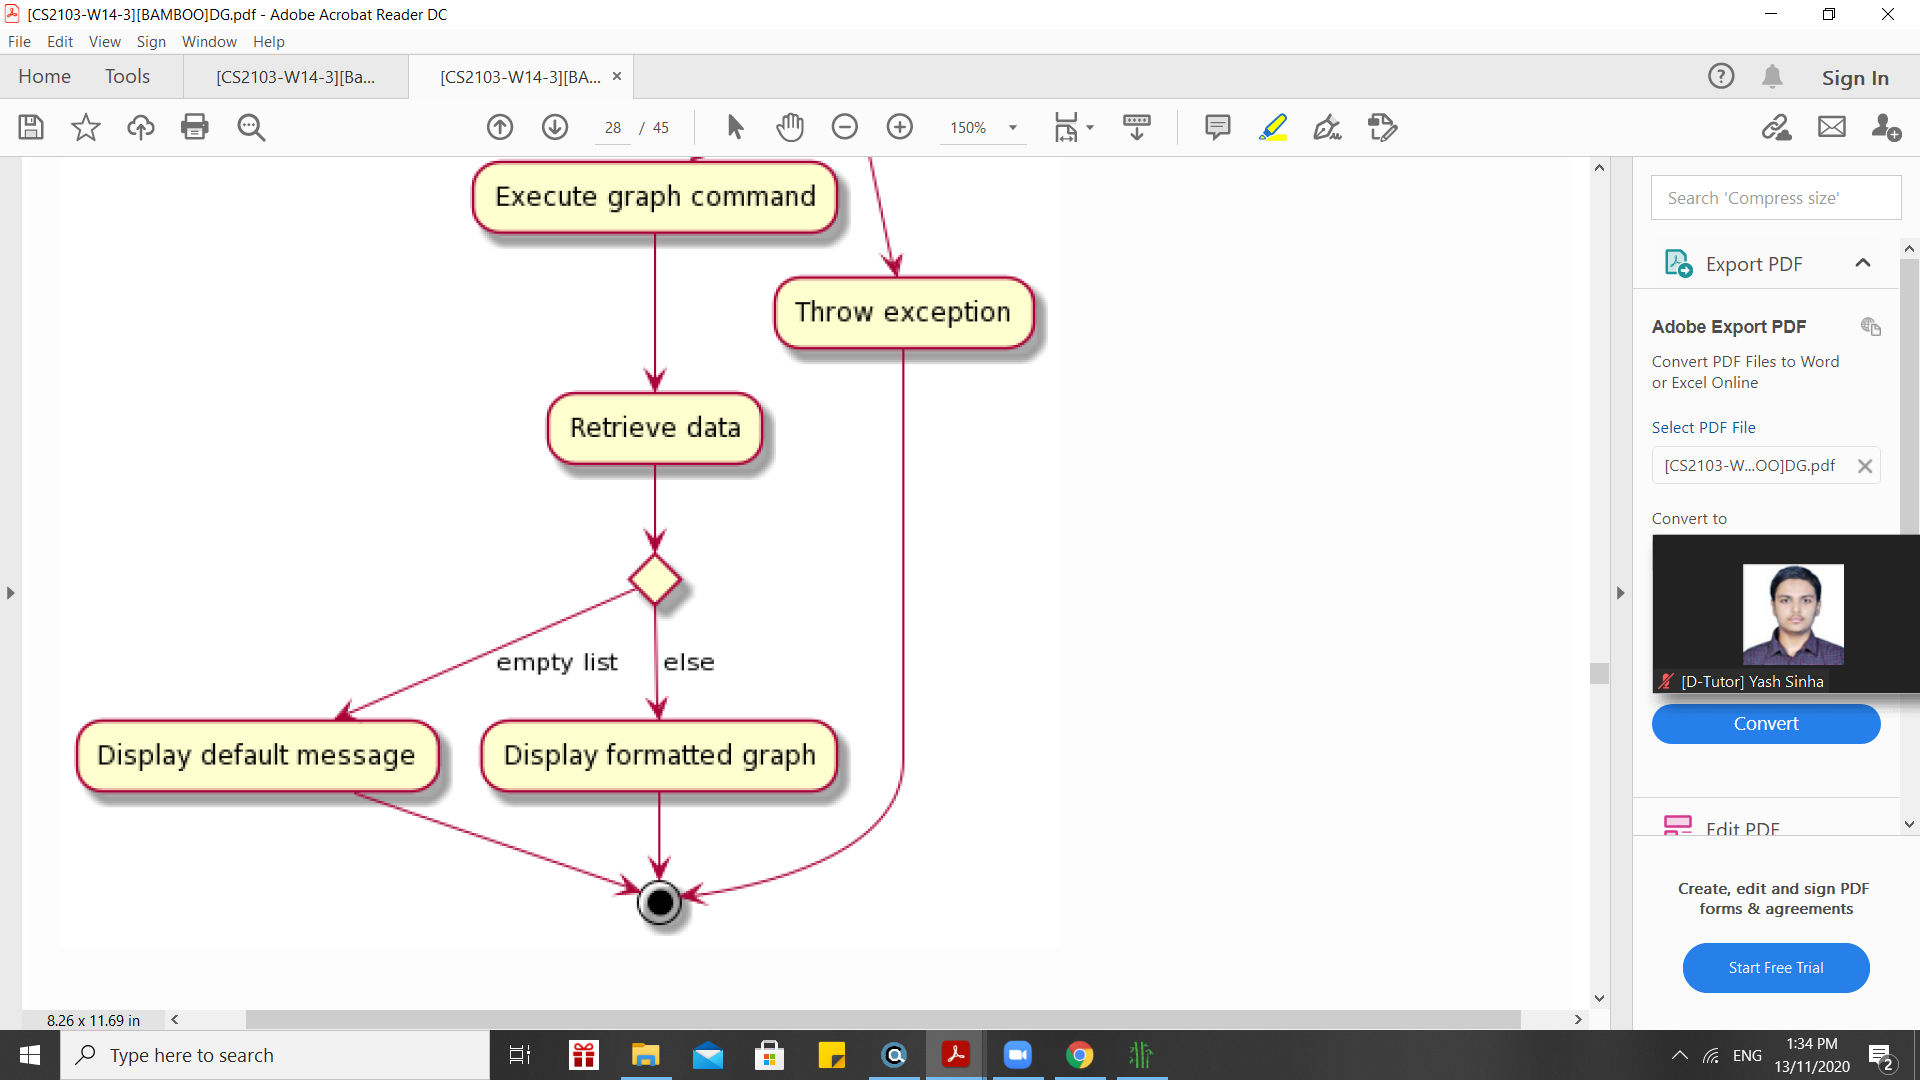 [CS2103-W14-3][BAMBOO]DG.pdf - Adobe Acrobat Reader DC
File Edit View Sign Window Help
Home Tools [CS2103-W14-3][Ba... [CS2103-W14-3][BA... × Sign In
28 / 45 150%
Execute graph command
Throw exception
Retrieve data
empty list else
Display default message Display formatted graph
8.26 x 11.69 in
Search 'Compress size'
Export PDF
Adobe Export PDF
Convert PDF Files to Word
or Excel Online
Select PDF File
[CS2103-W...OO]DG.pdf
Convert to
[D-Tutor] Yash Sinha
Convert
Edit PDF
Create, edit and sign PDF
forms & agreements
Start Free Trial
Type here to search
ENG
1:34 PM
13/11/2020
2